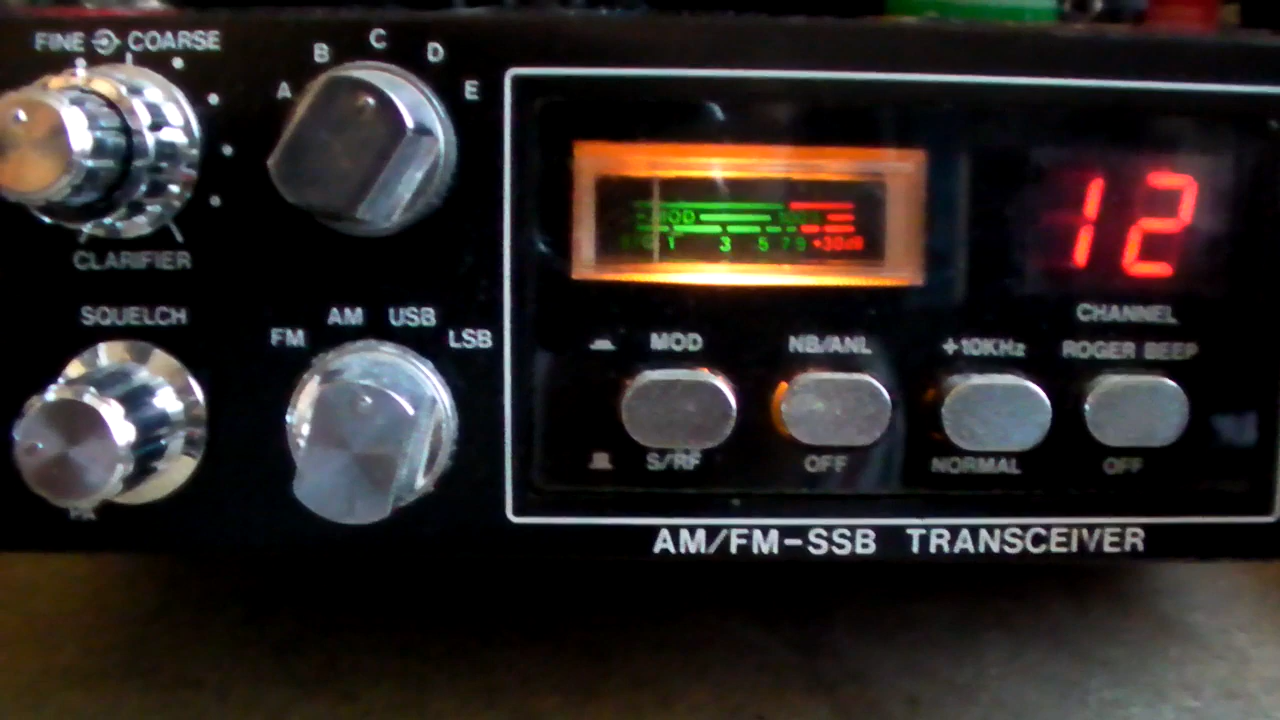 FINE COARSE
A B C D E
CLARIFIER
SQUELCH
FM AM USB LSB
MOD
1 3 5 7 9 +30dB
12
CHANNEL
MOD NB/ANL +10KHz ROGER BEEP
S/RF OFF NORMAL OFF
AM/FM-SSB TRANSCEIVER